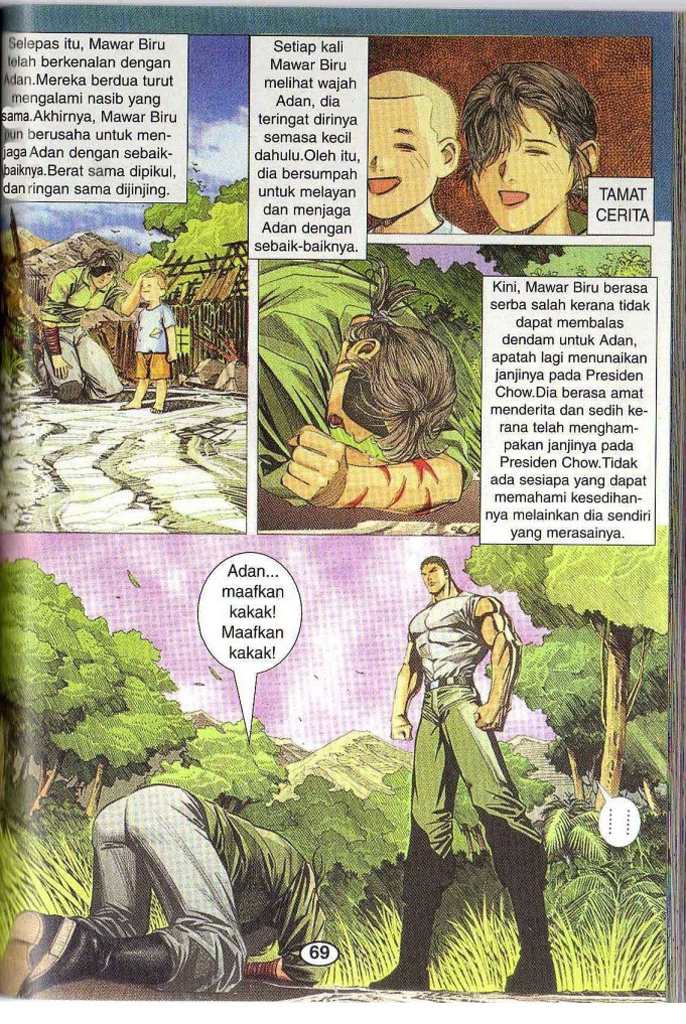 Selepas itu, Mawar Biru
telah berkenalan dengan
Adan.Mereka berdua turut
mengalami nasib yang
sama.Akhirnya, Mawar Biru
pun berusaha untuk men-
jaga Adan dengan sebaik-
baiknya.Berat sama dipikul,
dan ringan sama dijinjing.
Setiap kali
Mawar Biru
melihat wajah
Adan, dia
teringat dirinya
semasa kecil
dahulu.Oleh itu,
dia bersumpah
untuk melayan
dan menjaga
Adan dengan
sebaik-baiknya.
TAMAT
CERITA
Kini, Mawar Biru berasa
serba salah kerana tidak
dapat membalas
dendam untuk Adan,
apatah lagi menunaikan
janjinya pada Presiden
Chow.Dia berasa amat
menderita dan sedih ke-
rana telah mengham-
pakan janjinya pada
Presiden Chow.Tidak
ada sesiapa yang dapat
memahami kesedihan-
nya melainkan dia sendiri
yang merasainya.
Adan...
maafkan
kakak!
Maafkan
kakak!
69